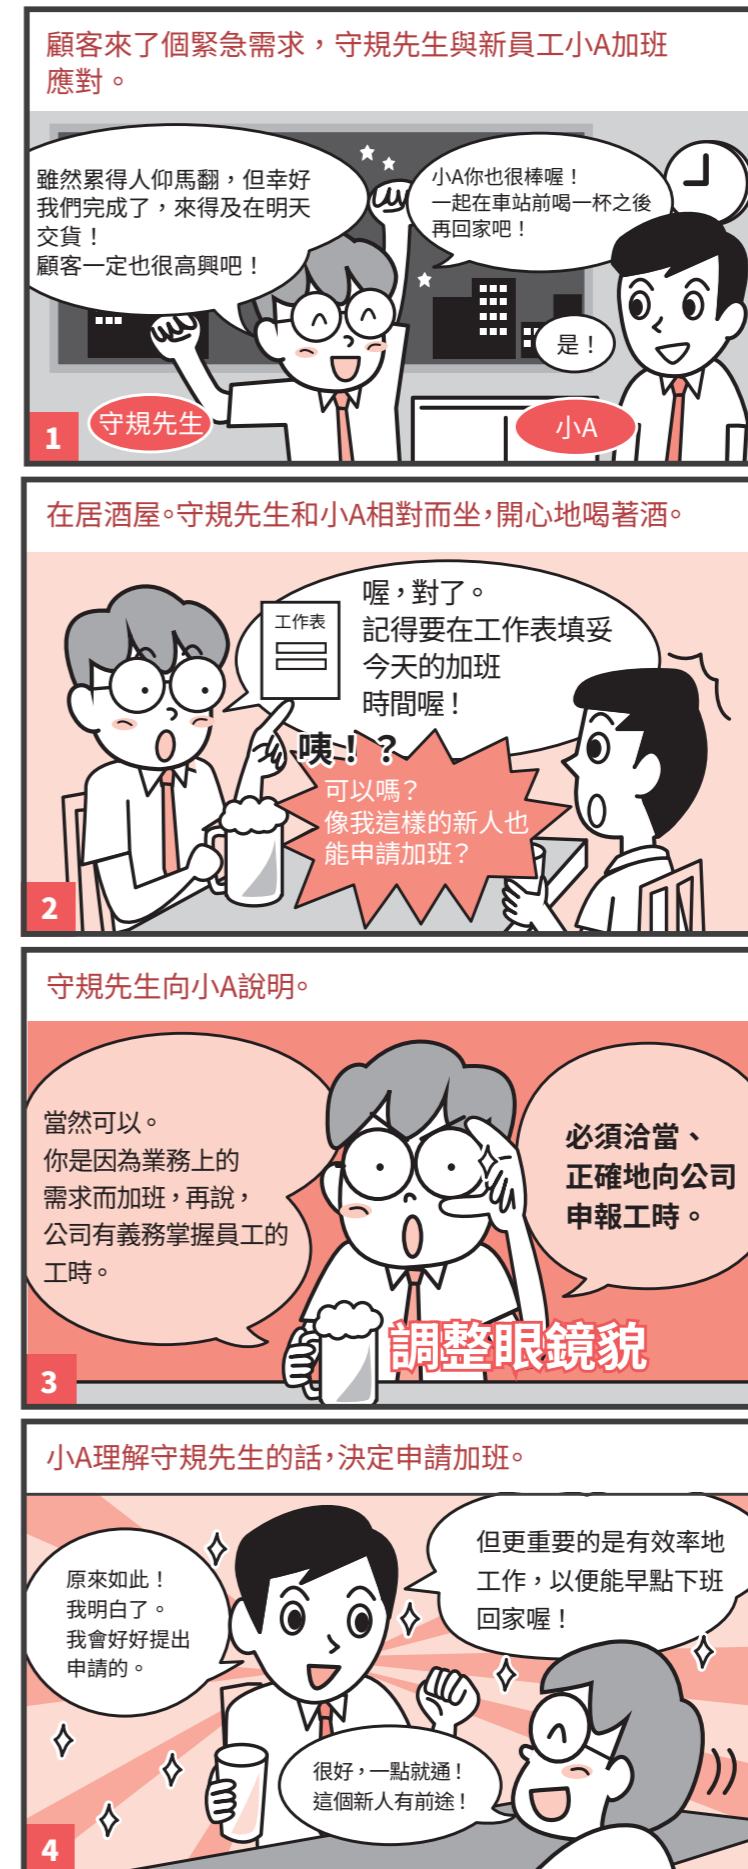 顧客來了個緊急需求，守規先生與新員工小A加班
應對。
雖然累得人仰馬翻，但幸好
我們完成了，來得及在明天
交貨！
顧客一定也很高興吧！
小A你也很棒喔！
一起在車站前喝一杯之後
再回家吧！
是！
守規先生
小A
1
在居酒屋。守規先生和小A相對而坐，開心地喝著酒。
工作表
喔，對了。
記得要在工作表填妥
今天的加班
時間喔！
咦！？
可以嗎？
像我這樣的新人也
能申請加班？
2
守規先生向小A說明。
當然可以。
你是因為業務上的
需求而加班，再說，
公司有義務掌握員工的
工時。
必須洽當、
正確地向公司
申報工時。
調整眼鏡貌
3
小A理解守規先生的話，決定申請加班。
原來如此！
我明白了。
我會好好提出
申請的。
但更重要的是有效率地
工作，以便能早點下班
回家喔！
很好，一點就通！
這個新人有前途！
4